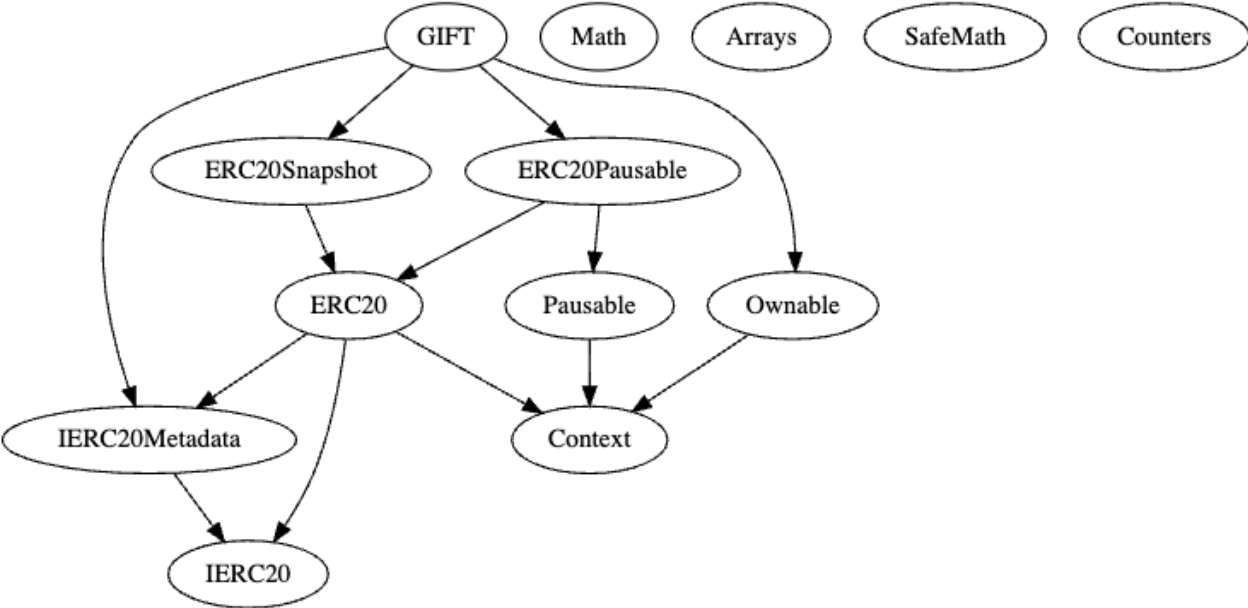 GIFT
Math
Arrays
SafeMath
Counters
ERC20Snapshot
ERC20Pausable
ERC20
Pausable
Ownable
IERC20Metadata
Context
IERC20